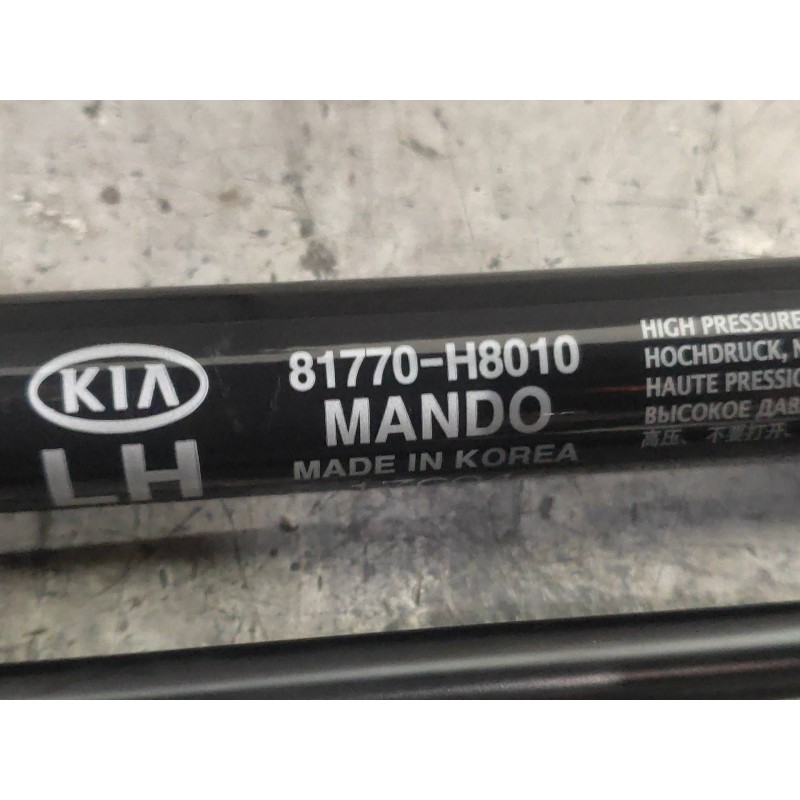 KIA
LH
81770-H8010
MANDO
MADE IN KOREA
HIGH PRESSURE
HOCHDRUCK,
HAUTE PRESSIO
ВЫСОКОЕ ДАВ
高压、不要打开、